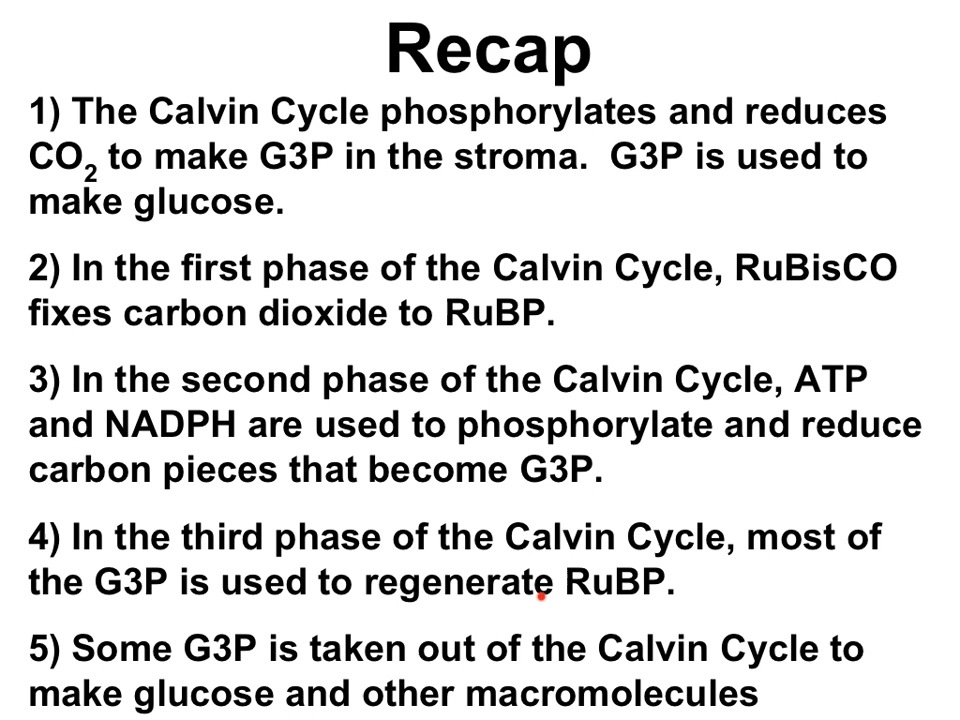 Recap
1) The Calvin Cycle phosphorylates and reduces
CO₂ to make G3P in the stroma.  G3P is used to
make glucose.
2) In the first phase of the Calvin Cycle, RuBisCO
fixes carbon dioxide to RuBP.
3) In the second phase of the Calvin Cycle, ATP
and NADPH are used to phosphorylate and reduce
carbon pieces that become G3P.
4) In the third phase of the Calvin Cycle, most of
the G3P is used to regenerate RuBP.
5) Some G3P is taken out of the Calvin Cycle to
make glucose and other macromolecules